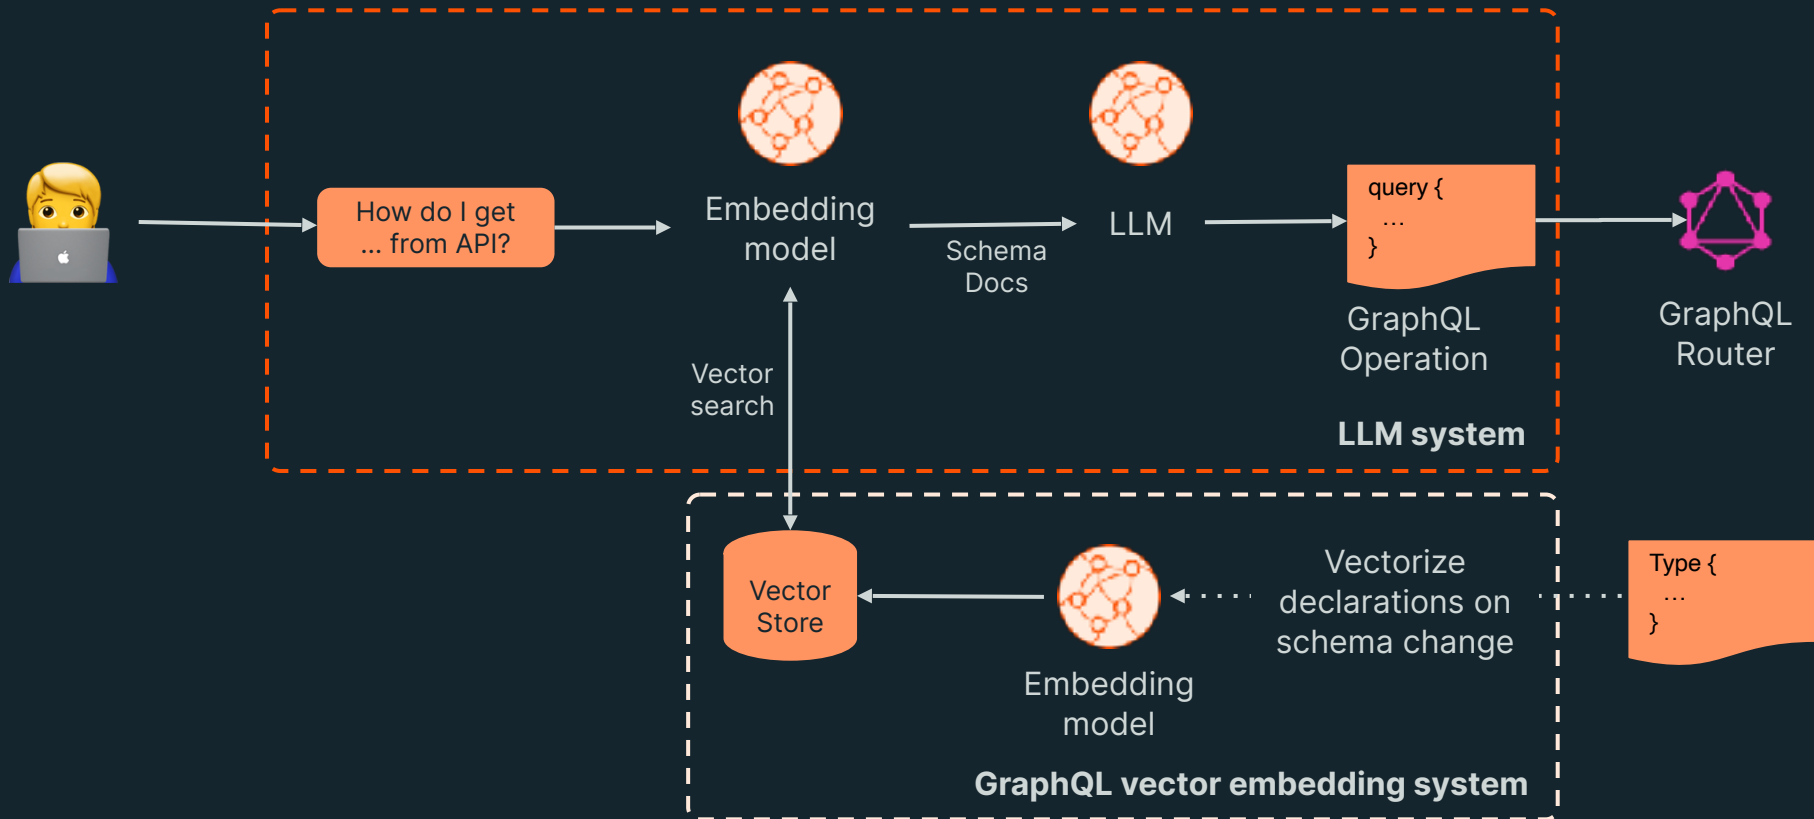 How do I get
... from API?
Embedding
model
Schema
Docs
LLM
query {
...
}
GraphQL
Operation
GraphQL
Router
Vector
search
LLM system
Vector
Store
Embedding
model
Vectorize
declarations on
schema change
Type {
...
}
GraphQL vector embedding system